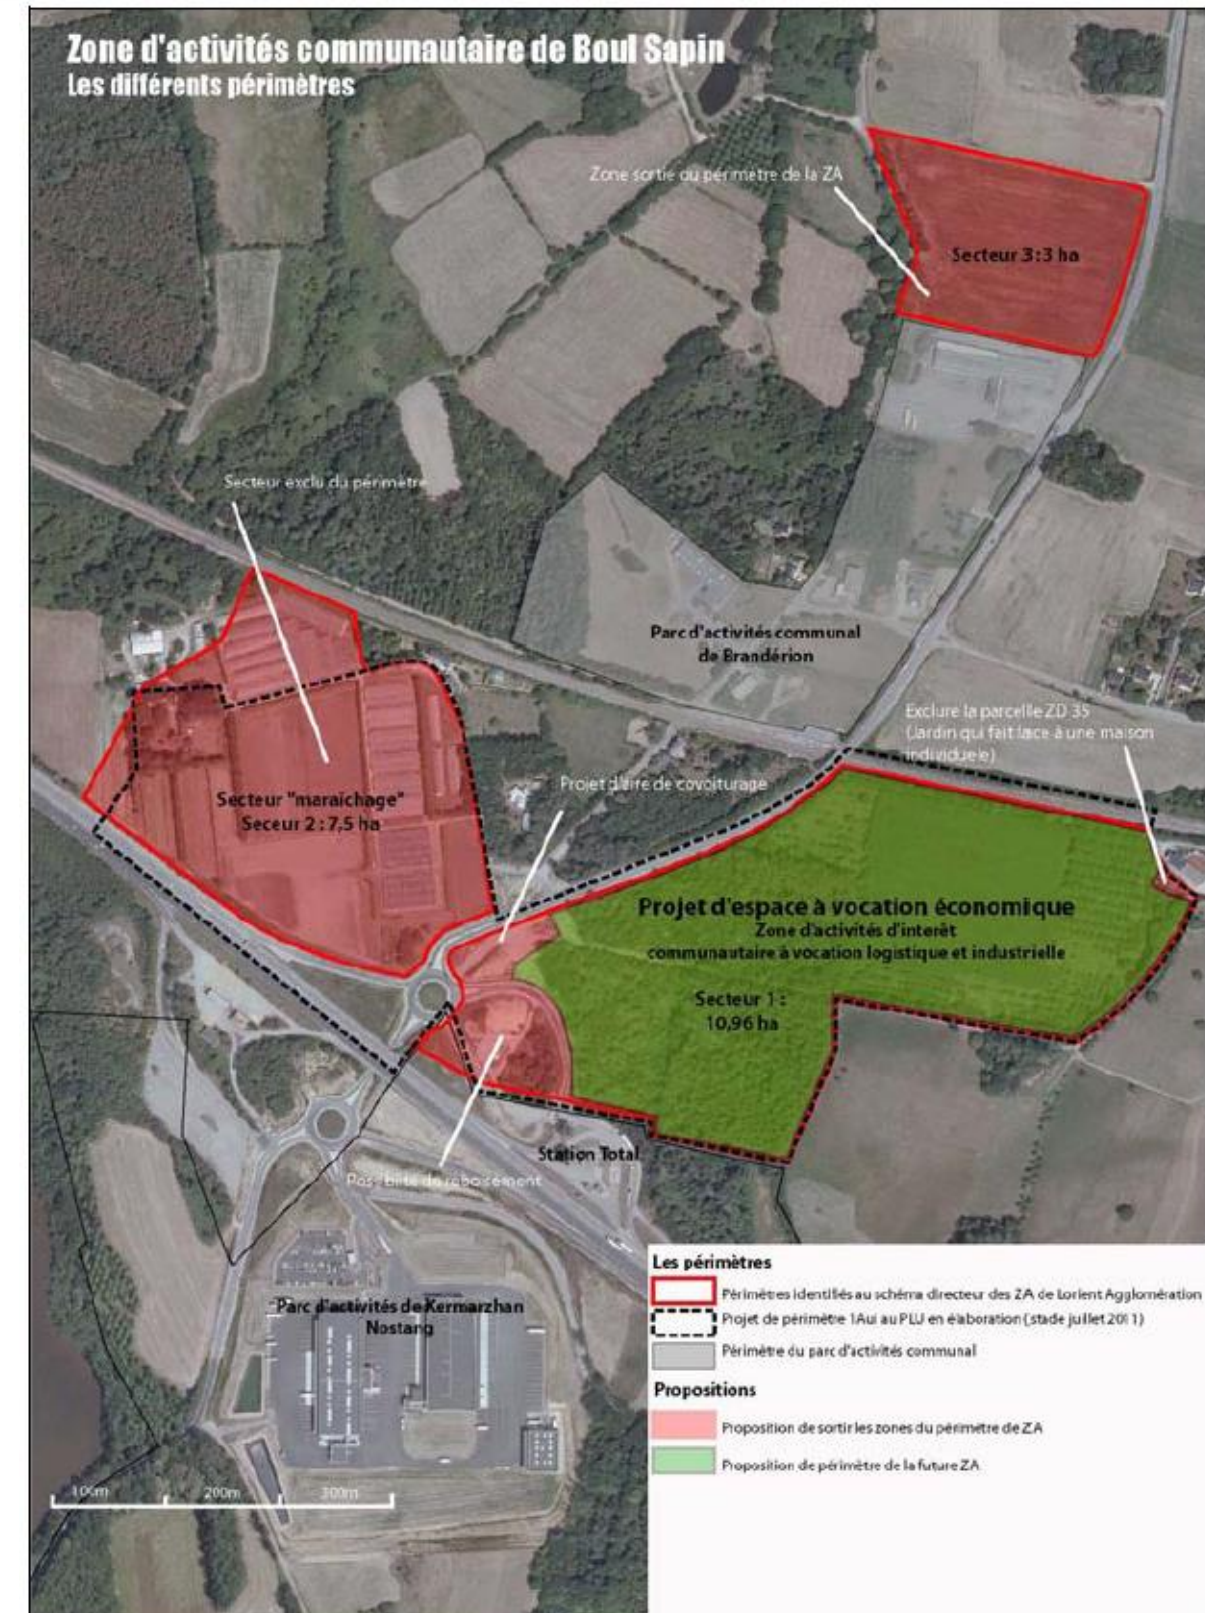 Zone d'activités communautaire de Boul Sapin
Les différents périmètres
Zone sortie du périmètre de la ZA
Secteur 3 : 3 ha
Secteur exclu du périmètre
Parc d'activités communal
de Brandérion
Exclure la parcelle ZD 35
(Jardin qui fait face à une maison
individuele)
Projet d'aire de covoiturage
Secteur "maraîchage"
Seceur 2 : 7,5 ha
Projet d'espace à vocation économique
Zone d'activités d'interêt
communautaire à vocation logistique et industrielle
Secteur 1 :
10,96 ha
Station Total
Possibilité de reboisement
Parc d'activités de Kermarzhan
Nostang
100m 200m 300m
Les périmètres
Périmètres identifiés au schéma directeur des ZA de Lorient Agglomération
Projet de périmètre 1Aui au PLU en élaboration (stade juillet 2011)
Périmètre du parc d'activités communal
Propositions
Proposition de sortir les zones du périmetre de ZA
Proposition de périmètre de la future ZA